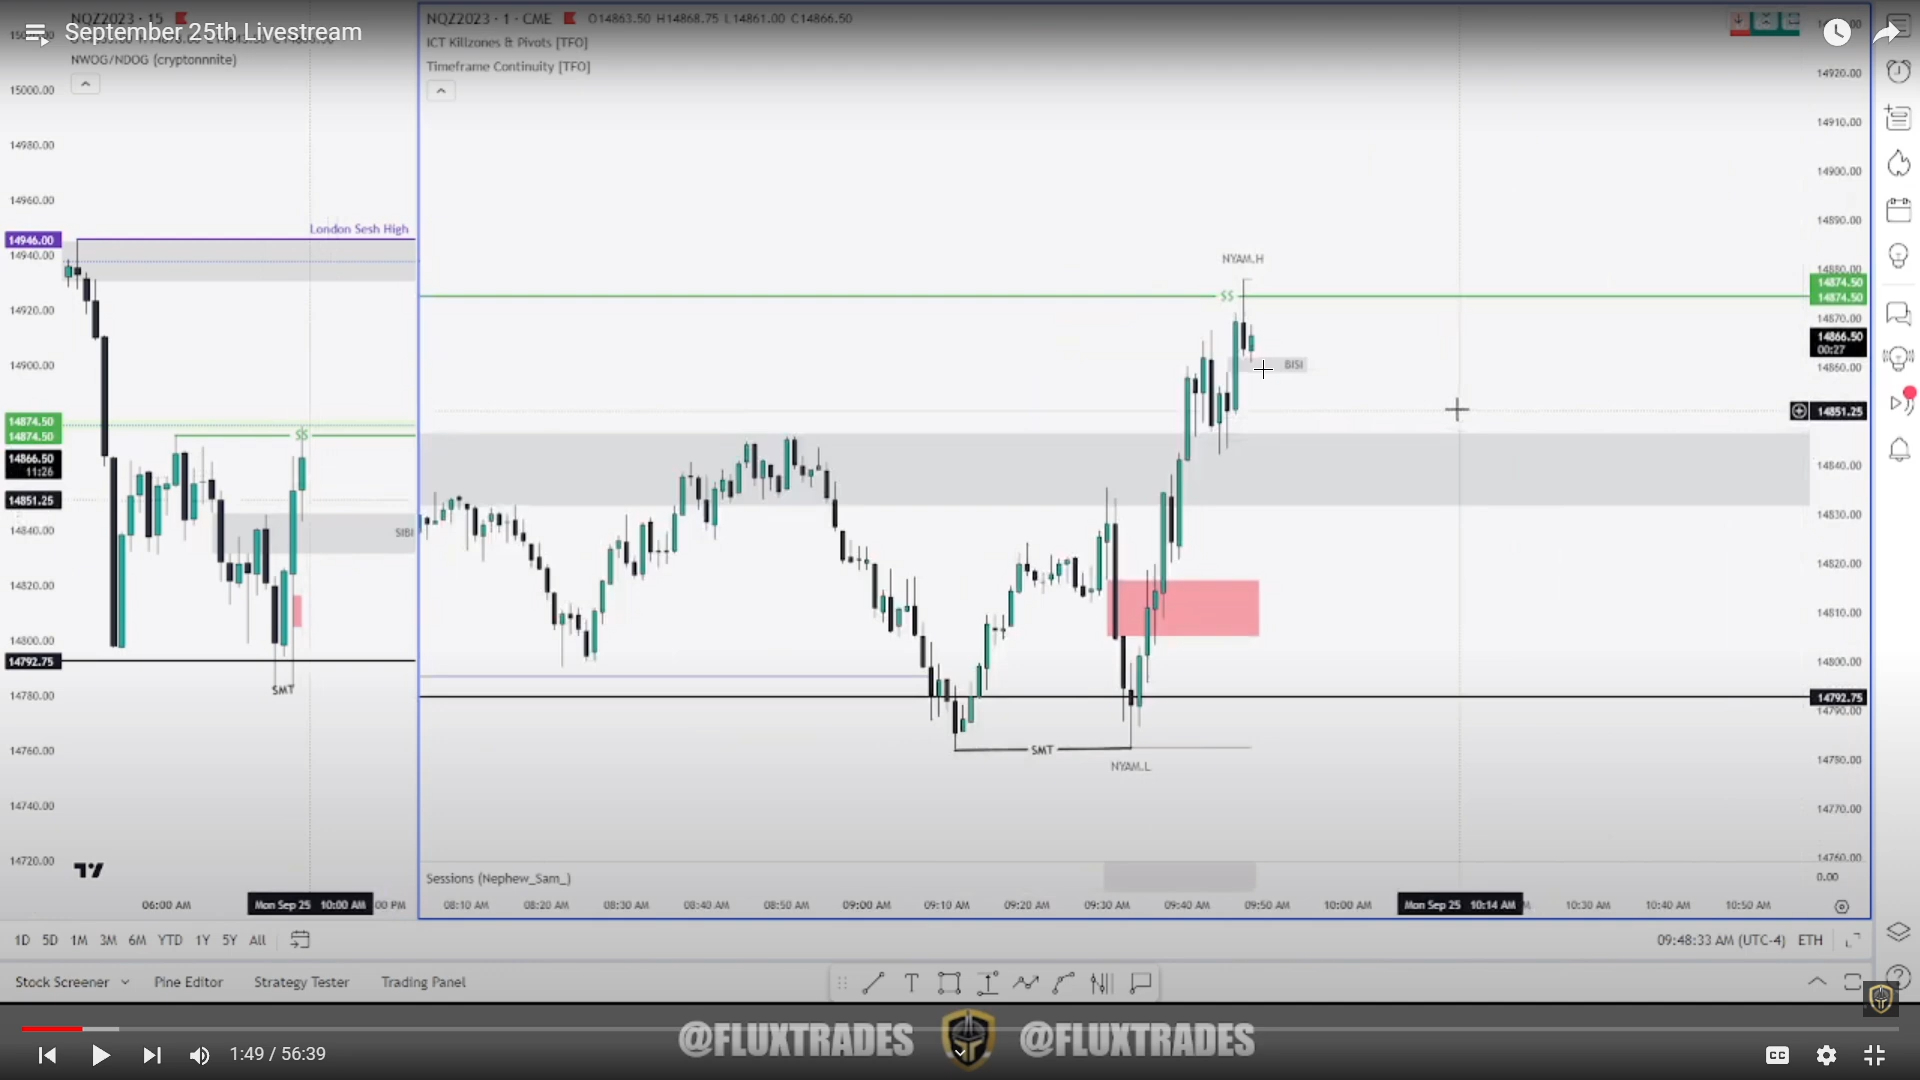 September 25th Livestream
NQZ2023 · 15
NWOG/NDOG (cryptonnnite)
15000.00
14980.00
14960.00
14946.00
14940.00
14920.00
14900.00
14874.50
14874.50
14866.50
11:26
14851.25
14840.00
14820.00
14800.00
14792.75
14780.00
14760.00
14740.00
14720.00
London Sesh High
$$
SIBI
SMT
06:00 AM
Mon Sep 25 10:00 AM
00 PM
NQZ2023 · 1 · CME O14863.50 H14868.75 L14861.00 C14866.50
ICT Killzones & Pivots [TFO]
Timeframe Continuity [TFO]
NYAM.H
$$
BISI
SMT
NYAM.L
14920.00
14910.00
14900.00
14890.00
14880.00
14874.50
14874.50
14870.00
14866.50
00:27
14860.00
14851.25
14840.00
14830.00
14820.00
14810.00
14800.00
14792.75
14790.00
14780.00
14770.00
14760.00
0.00
Sessions (Nephew_Sam_)
08:10 AM 08:20 AM 08:30 AM 08:40 AM 08:50 AM 09:00 AM 09:10 AM 09:20 AM 09:30 AM 09:40 AM 09:50 AM 10:00 AM Mon Sep 25 10:14 AM 10:30 AM 10:40 AM 10:50 AM
1D 5D 1M 3M 6M YTD 1Y 5Y All
09:48:33 AM (UTC-4) ETH
Stock Screener Pine Editor Strategy Tester Trading Panel
@FLUXTRADES @FLUXTRADES
1:49 / 56:39
CC